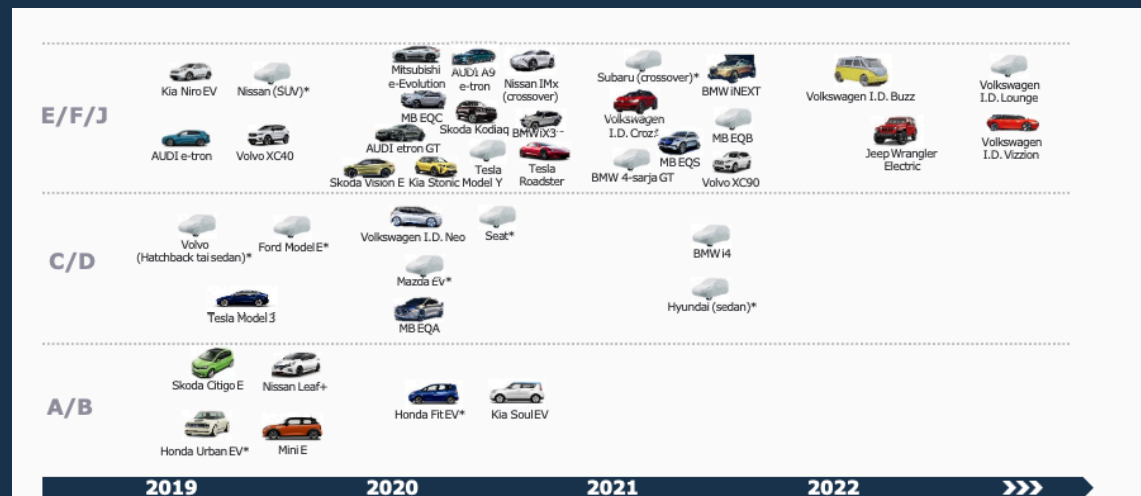 Mitsubishi
e-Evolution
AUDI A9
e-tron
Nissan IMx
(crossover)
Subaru (crossover)*
BMW iNEXT
Volkswagen I.D. Buzz
Volkswagen
I.D. Lounge
Kia Niro EV
Nissan (SUV)*
E/F/J
MB EQC
Skoda Kodiaq
BMW iX3
Volkswagen
I.D. Croz
MB EQB
AUDI e-tron
Volvo XC40
AUDI etron GT
MB EQS
Jeep Wrangler
Electric
Volkswagen
I.D. Vizzion
Skoda Vision E
Kia Stonic
Tesla
Model Y
Tesla
Roadster
BMW 4-sarja GT
Volvo XC90
C/D
Volvo
(Hatchback tai sedan)*
Ford Model E*
Volkswagen I.D. Neo
Seat*
BMW i4
Mazda Ev*
Tesla Model 3
MB EQA
Hyundai (sedan)*
A/B
Skoda Citigo E
Nissan Leaf+
Honda Fit EV*
Kia Soul EV
Honda Urban EV*
Mini E
2019
2020
2021
2022
>>>